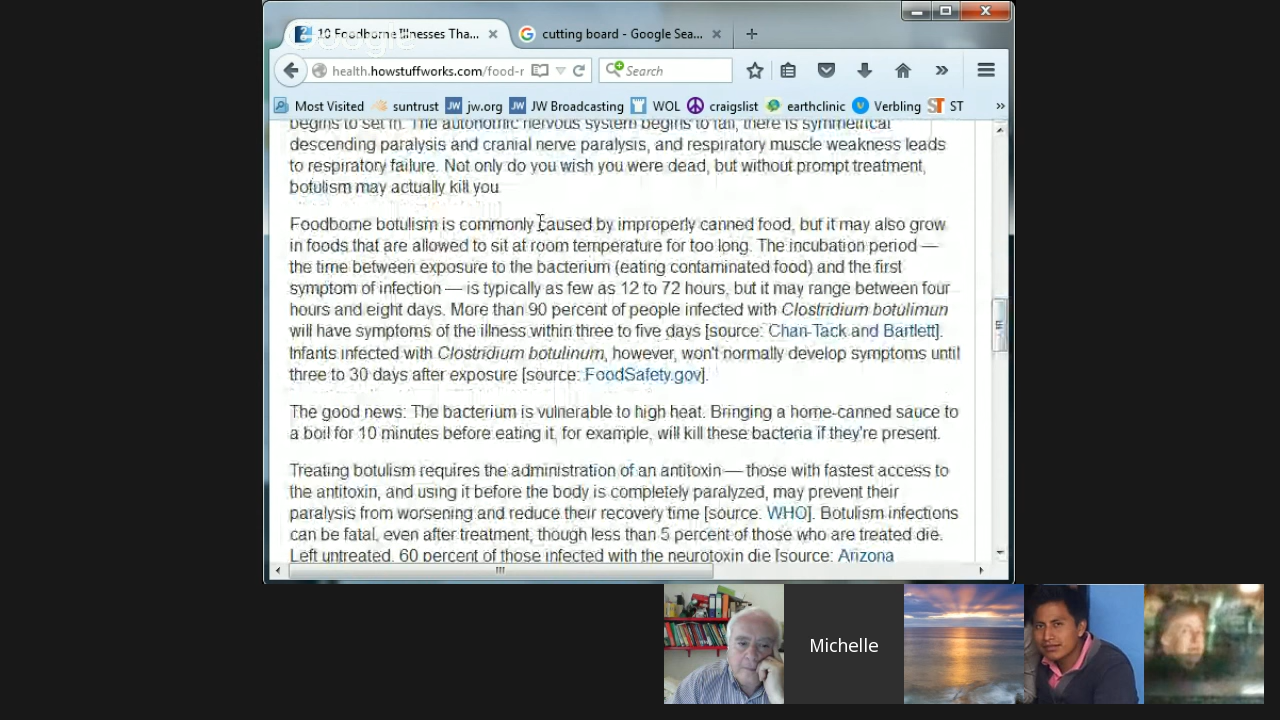 10 Foodborne Illnesses Tha...
cutting board - Google Sea...
health.howstuffworks.com/food-r
Search
Most Visited
suntrust
jw.org
JW Broadcasting
WOL
craigslist
earthclinic
Verbling
ST
begins to set in. The autonomic nervous system begins to fail, there is symmetrical
descending paralysis and cranial nerve paralysis, and respiratory muscle weakness leads
to respiratory failure. Not only do you wish you were dead, but without prompt treatment,
botulism may actually kill you
Foodborne botulism is commonly caused by improperly canned food, but it may also grow
in foods that are allowed to sit at room temperature for too long. The incubation period —
the time between exposure to the bacterium (eating contaminated food) and the first
symptom of infection — is typically as few as 12 to 72 hours, but it may range between four
hours and eight days. More than 90 percent of people infected with Clostridium botulimun
will have symptoms of the illness within three to five days [source: Chan-Tack and Bartlett].
Infants infected with Clostridium botulinum, however, won't normally develop symptoms until
three to 30 days after exposure [source: FoodSafety.gov].
The good news: The bacterium is vulnerable to high heat. Bringing a home-canned sauce to
a boil for 10 minutes before eating it, for example, will kill these bacteria if they're present.
Treating botulism requires the administration of an antitoxin — those with fastest access to
the antitoxin, and using it before the body is completely paralyzed, may prevent their
paralysis from worsening and reduce their recovery time [source: WHO]. Botulism infections
can be fatal, even after treatment, though less than 5 percent of those who are treated die.
Left untreated, 60 percent of those infected with the neurotoxin die [source: Arizona
Michelle